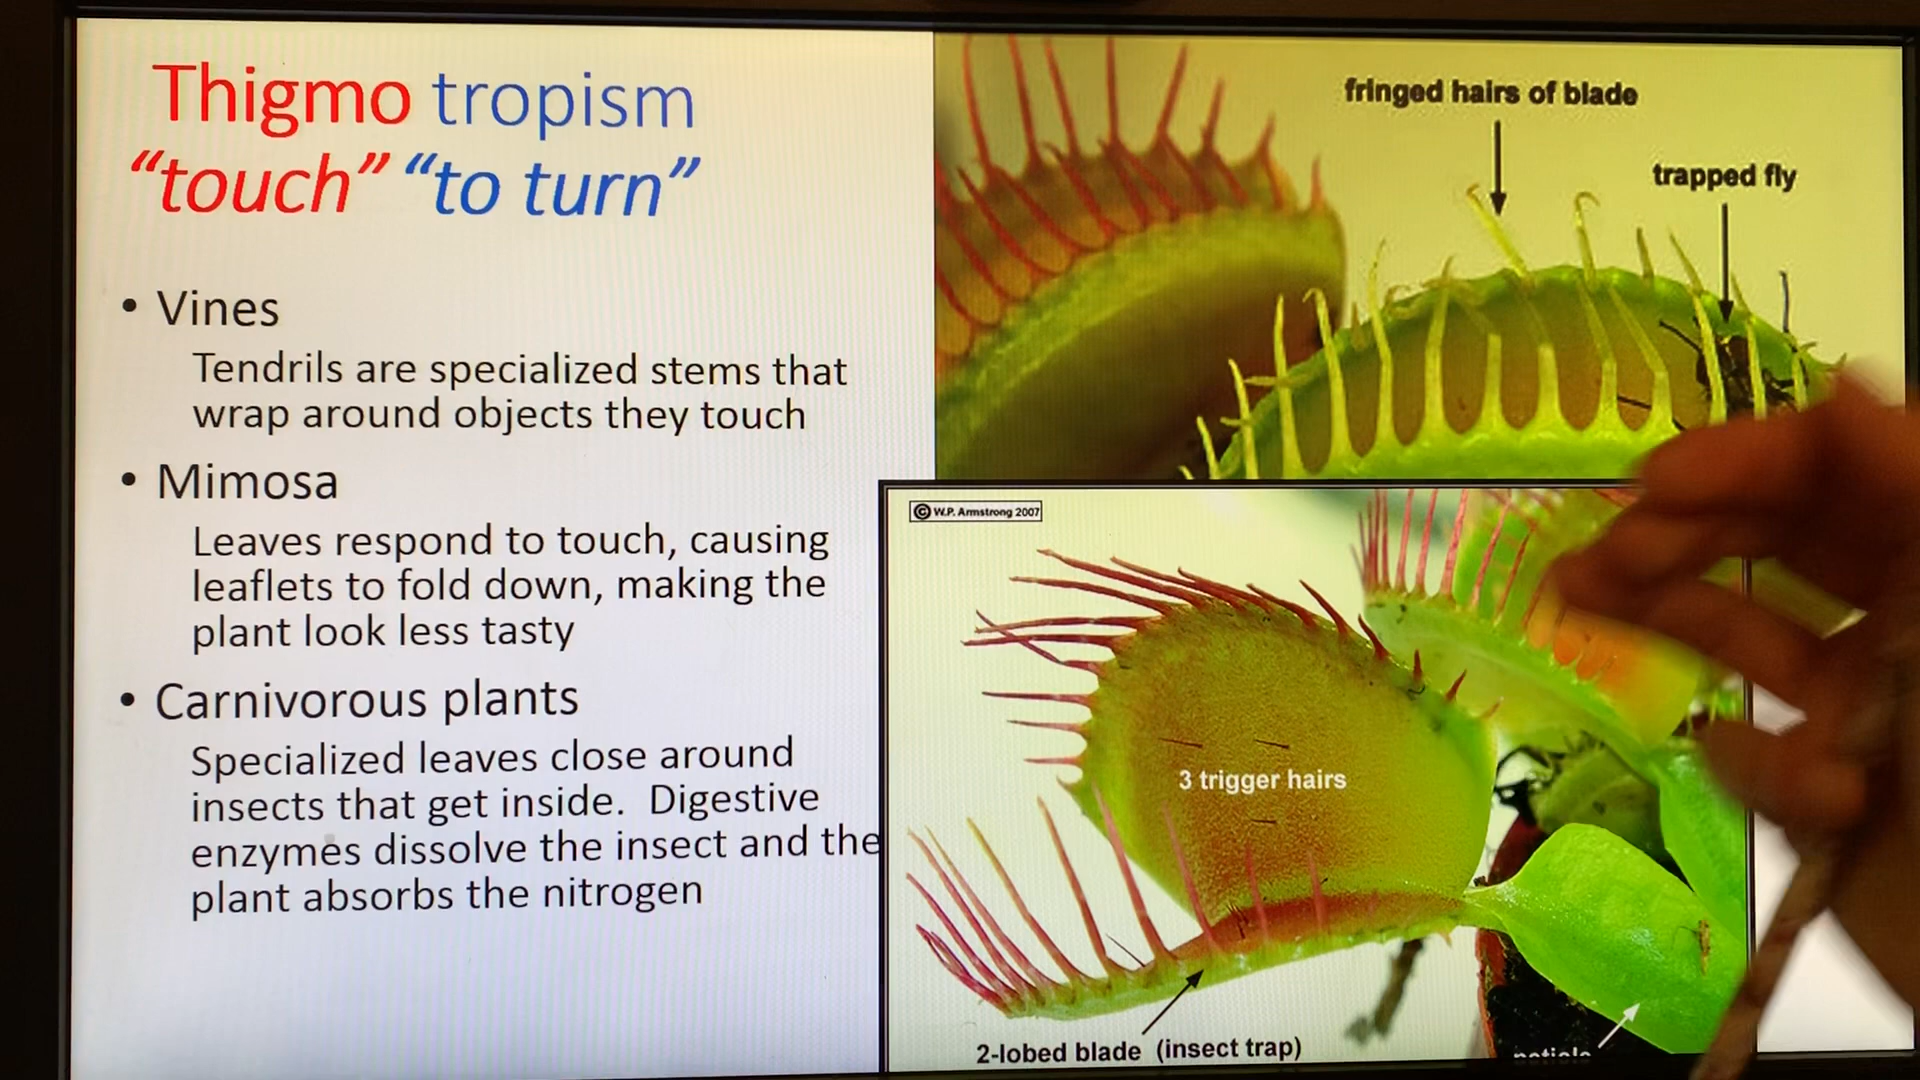 Thigmo tropism
“touch” “to turn”
• Vines
Tendrils are specialized stems that
wrap around objects they touch
• Mimosa
Leaves respond to touch, causing
leaflets to fold down, making the
plant look less tasty
• Carnivorous plants
Specialized leaves close around
insects that get inside. Digestive
enzymes dissolve the insect and the
plant absorbs the nitrogen
fringed hairs of blade
trapped fly
© W.P. Armstrong 2007
3 trigger hairs
2-lobed blade (insect trap)
petiole